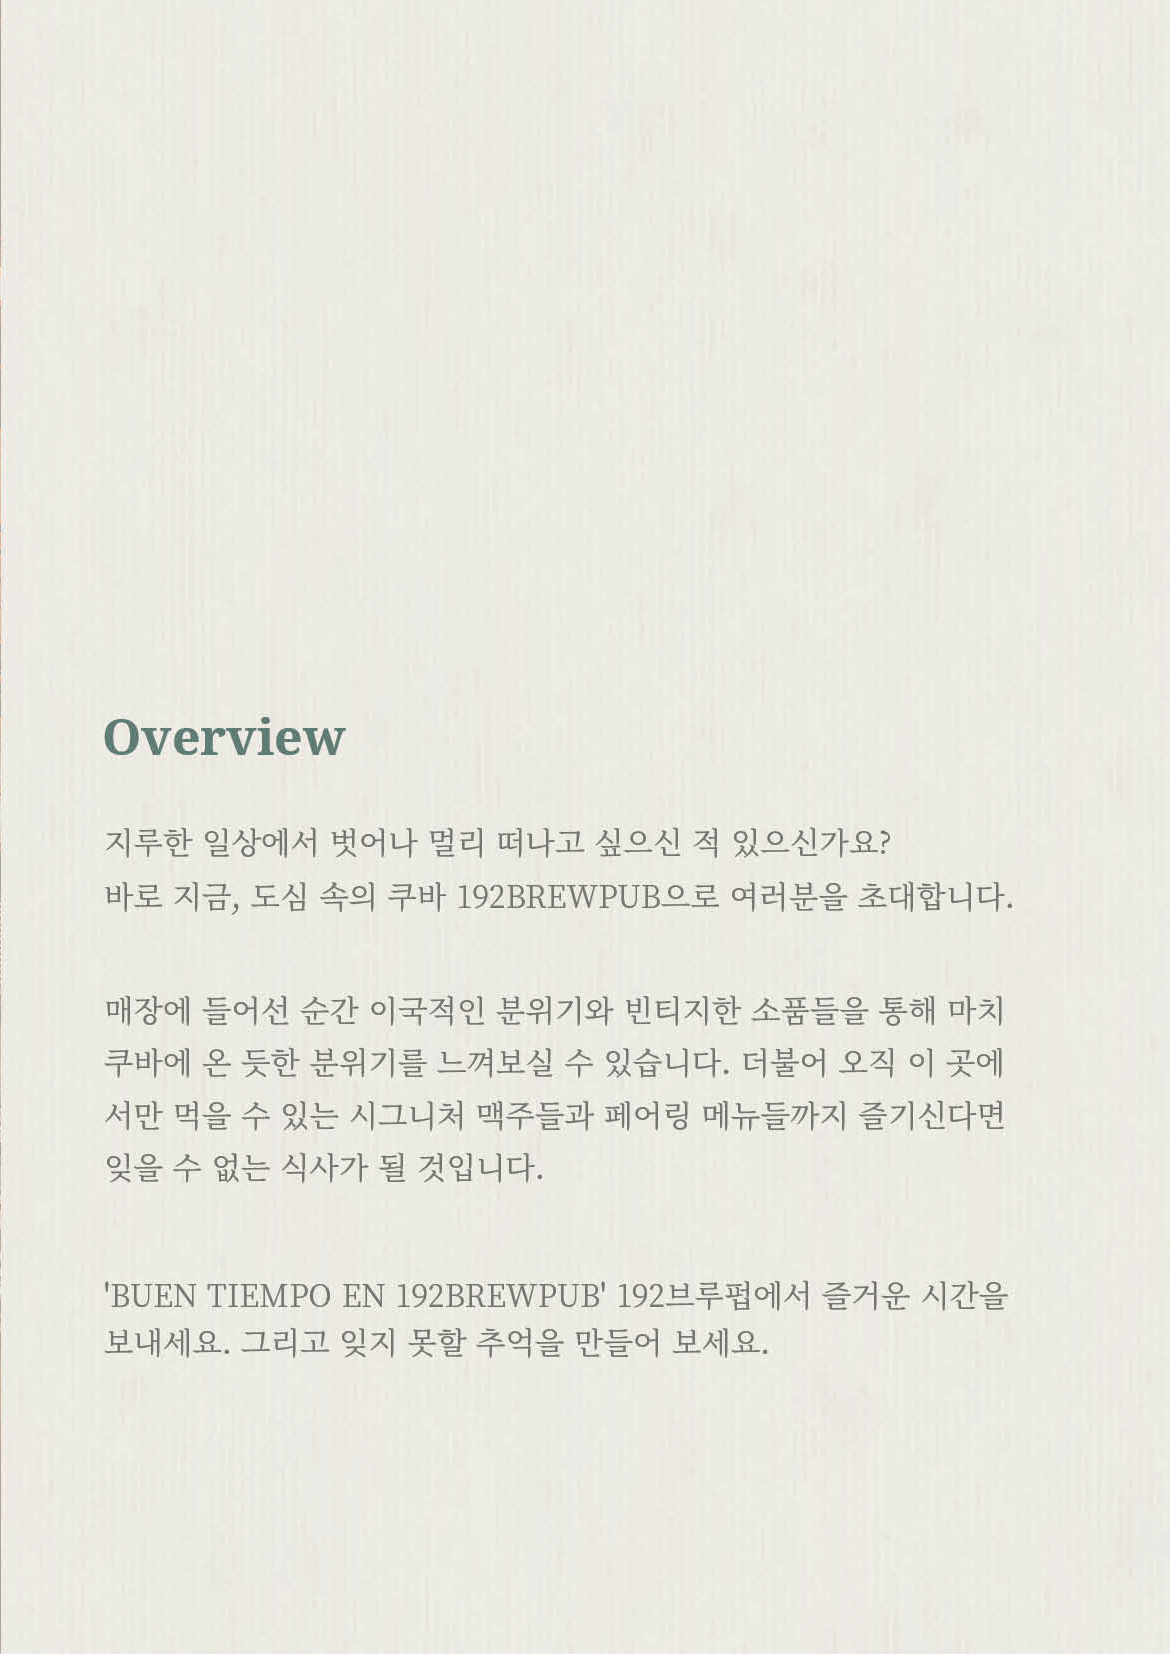 Overview
지루한 일상에서 벗어나 멀리 떠나고 싶으신 적 있으신가요?
바로 지금, 도심 속의 쿠바 192BREWPUB으로 여러분을 초대합니다.
매장에 들어선 순간 이국적인 분위기와 빈티지한 소품들을 통해 마치
쿠바에 온 듯한 분위기를 느껴보실 수 있습니다. 더불어 오직 이 곳에
서만 먹을 수 있는 시그니처 맥주들과 페어링 메뉴들까지 즐기신다면
잊을 수 없는 식사가 될 것입니다.
'BUEN TIEMPO EN 192BREWPUB' 192브루펍에서 즐거운 시간을
보내세요. 그리고 잊지 못할 추억을 만들어 보세요.